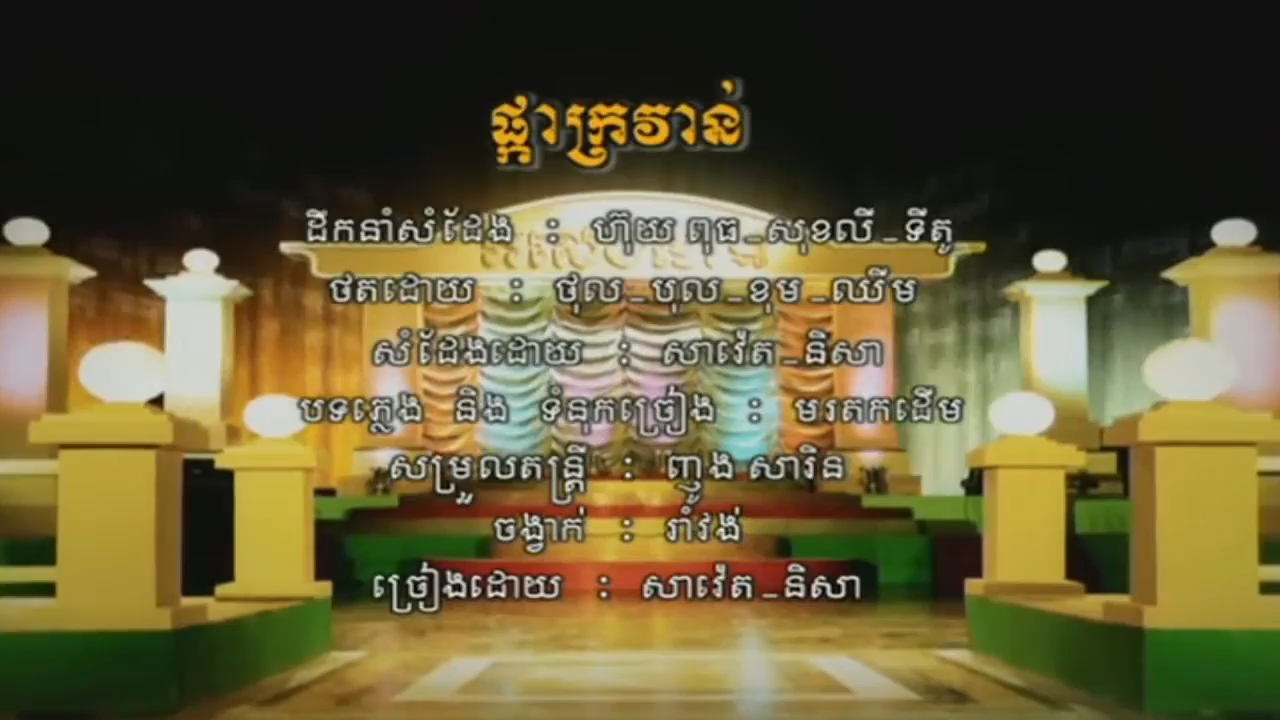 ផ្កាក្រវាន់
ដឹកនាំសំដែង : ហ៊ុយ ពុធ_សុខលី_ទីតូ
ថតដោយ : ថុល_បុល_ខុម_ឈឹម
សំដែងដោយ : សាវ៉េត_និសា
បទភ្លេង និង ទំនុកច្រៀង : មរតកដើម
សម្រួលតន្ត្រី : ញូង សារិន
ចង្វាក់ : រាំវង់
ច្រៀងដោយ : សាវ៉េត_និសា